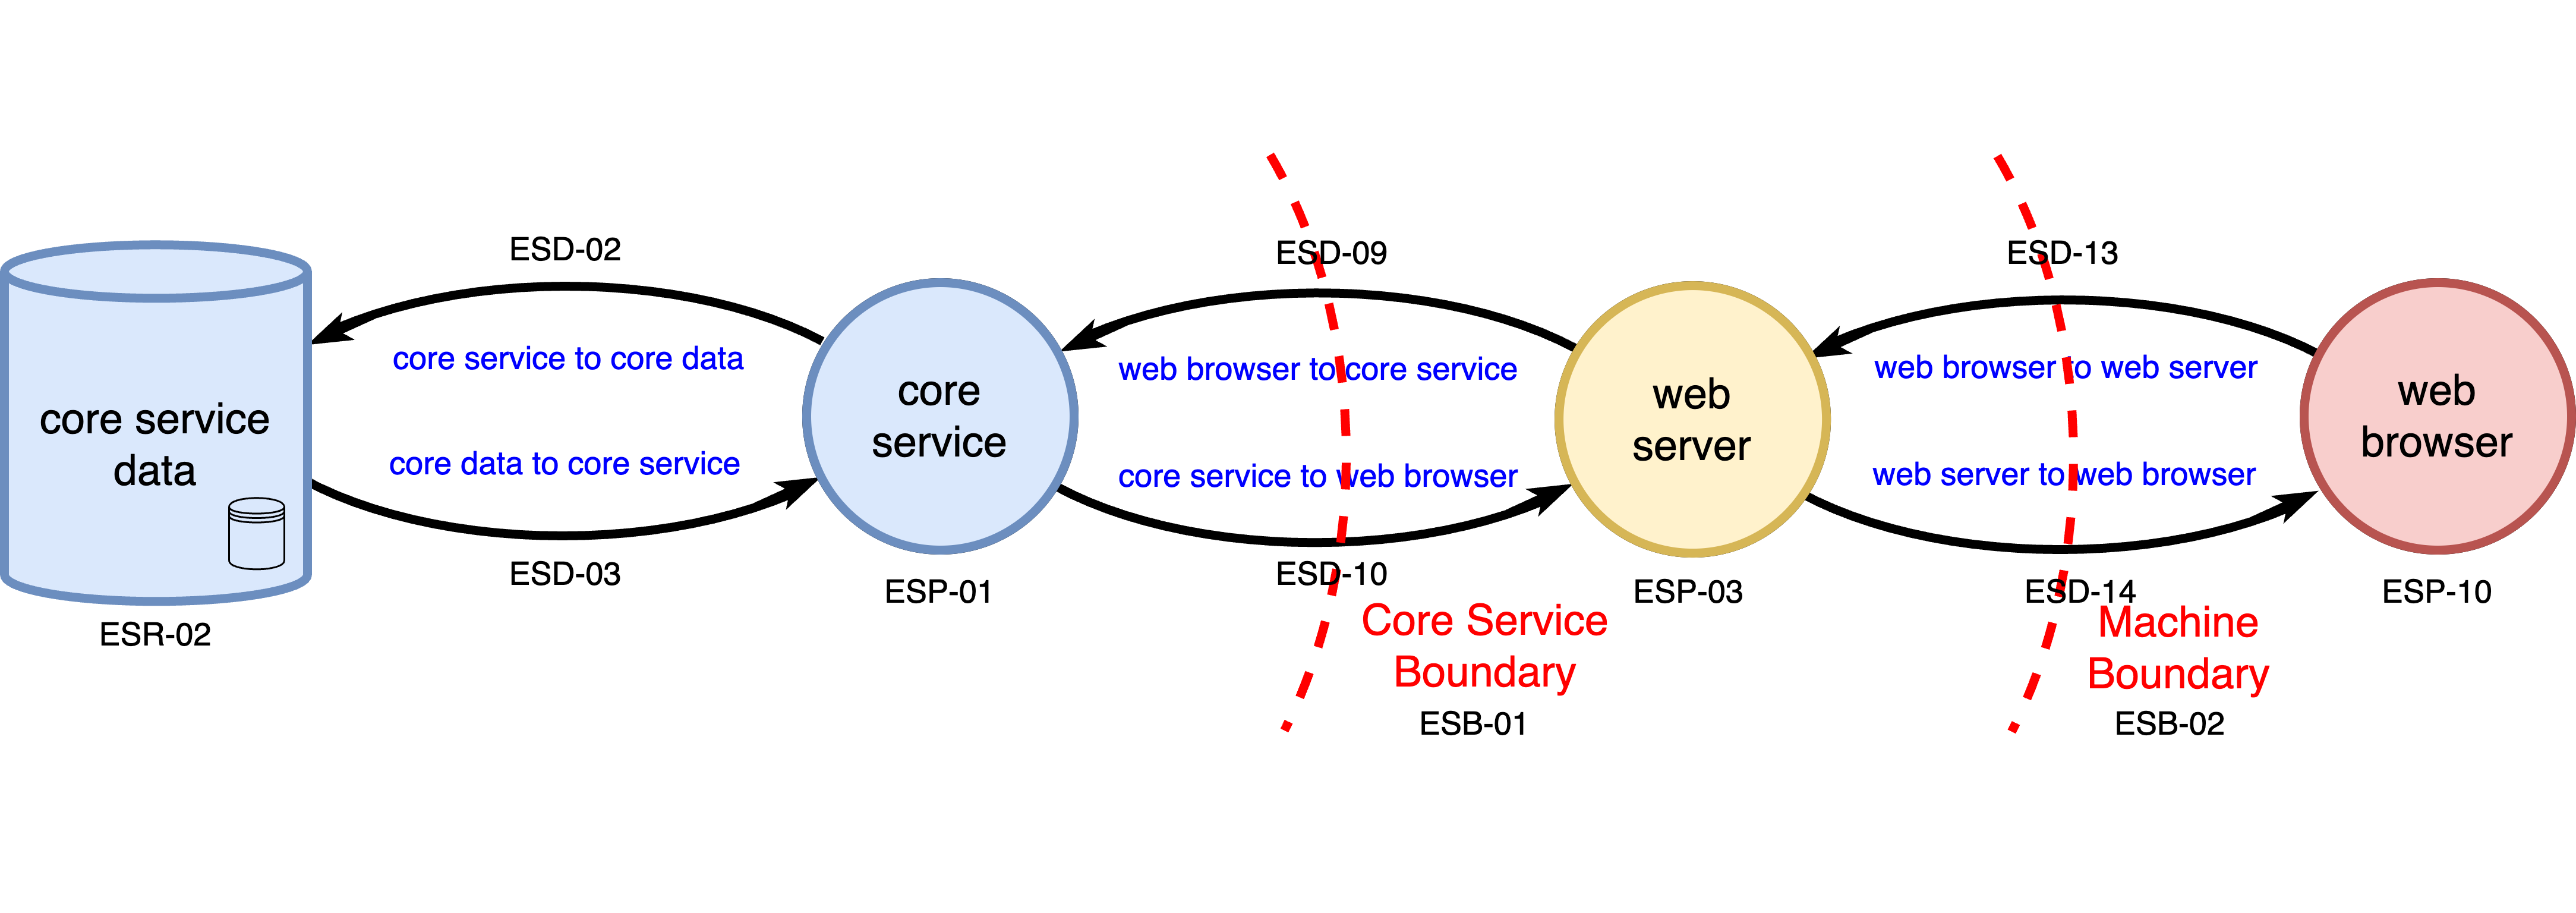 ESD-02
core service to core data
core data to core service
ESD-03
core service
data
ESR-02
core
service
ESP-01
ESD-09
web browser to core service
core service to web browser
ESD-10
Core Service
Boundary
ESB-01
web
server
ESP-03
ESD-13
web browser to web server
web server to web browser
ESD-14
Machine
Boundary
ESB-02
web
browser
ESP-10